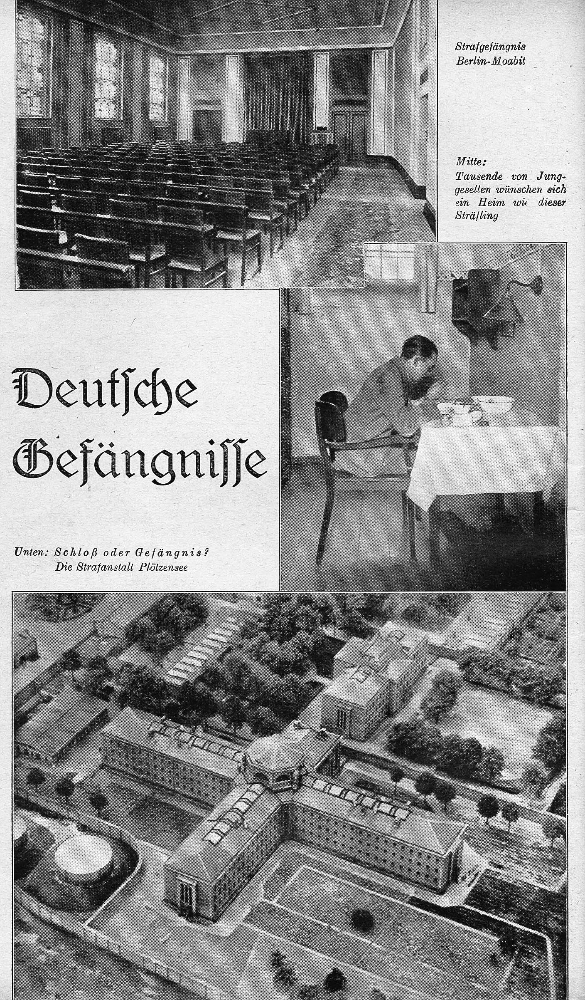 Strafgefängnis
Berlin-Moabit
Mitte:
Tausende von Jung-
gesellen wünschen sich
ein Heim wie dieser
Sträfling
Deutſche
Gefängniſſe
Unten: Schloß oder Gefängnis?
Die Strafanstalt Plötzensee